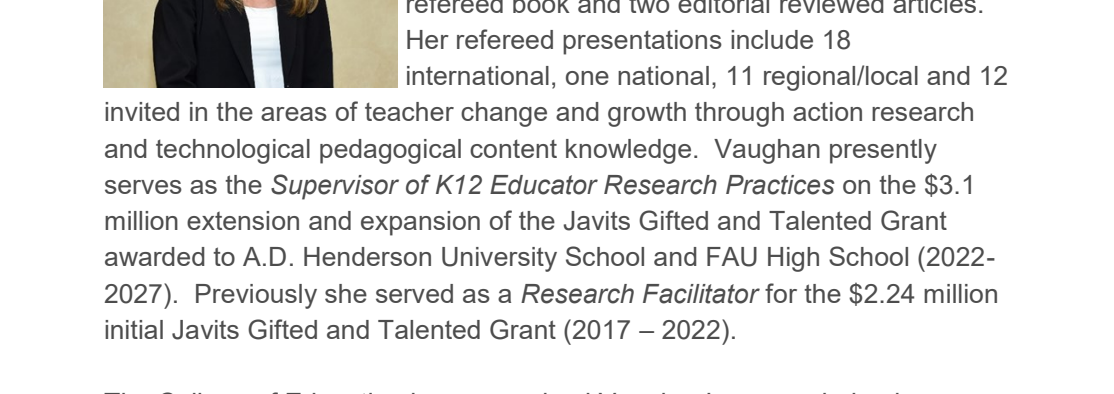 refereed book and two editorial reviewed articles.
Her refereed presentations include 18
international, one national, 11 regional/local and 12
invited in the areas of teacher change and growth through action research
and technological pedagogical content knowledge.  Vaughan presently
serves as the Supervisor of K12 Educator Research Practices on the $3.1
million extension and expansion of the Javits Gifted and Talented Grant
awarded to A.D. Henderson University School and FAU High School (2022-
2027).  Previously she served as a Research Facilitator for the $2.24 million
initial Javits Gifted and Talented Grant (2017 – 2022).